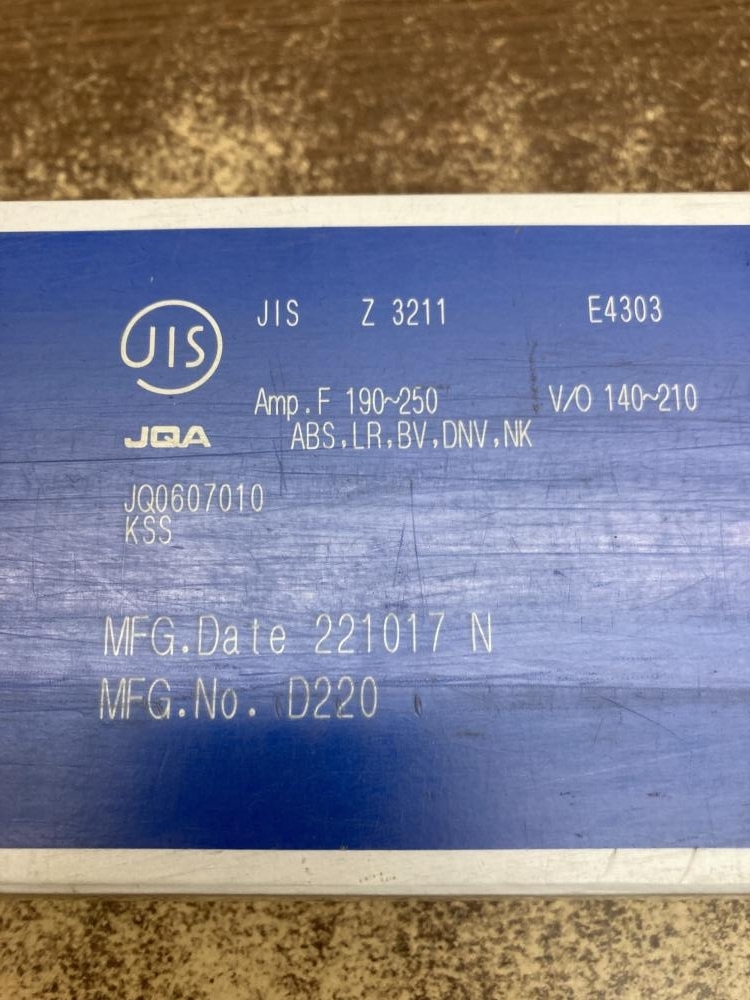 JIS Z 3211 E4303
JIS
Amp.F 190~250 V/O 140~210
JQA ABS,LR,BV,DNV,NK
JQ0607010
KSS
MFG.Date 221017 N
MFG.No. D220